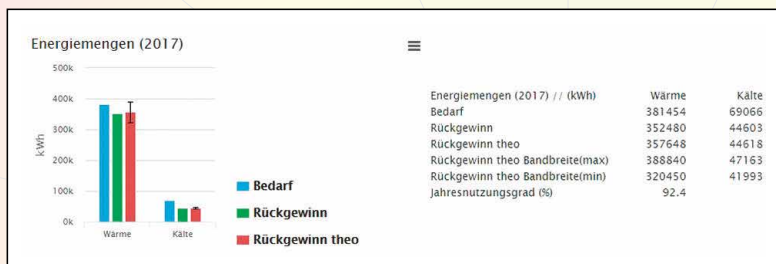 Energiemengen (2017)
500k
400k
300k
200k
100k
0k
kWh
Wärme Kälte
Bedarf
Rückgewinn
Rückgewinn theo
Energiemengen (2017) // (kWh) Wärme Kälte
Bedarf 381454 69066
Rückgewinn 352480 44603
Rückgewinn theo 357648 44618
Rückgewinn theo Bandbreite(max) 388840 47163
Rückgewinn theo Bandbreite(min) 320450 41993
Jahresnutzungsgrad (%) 92.4